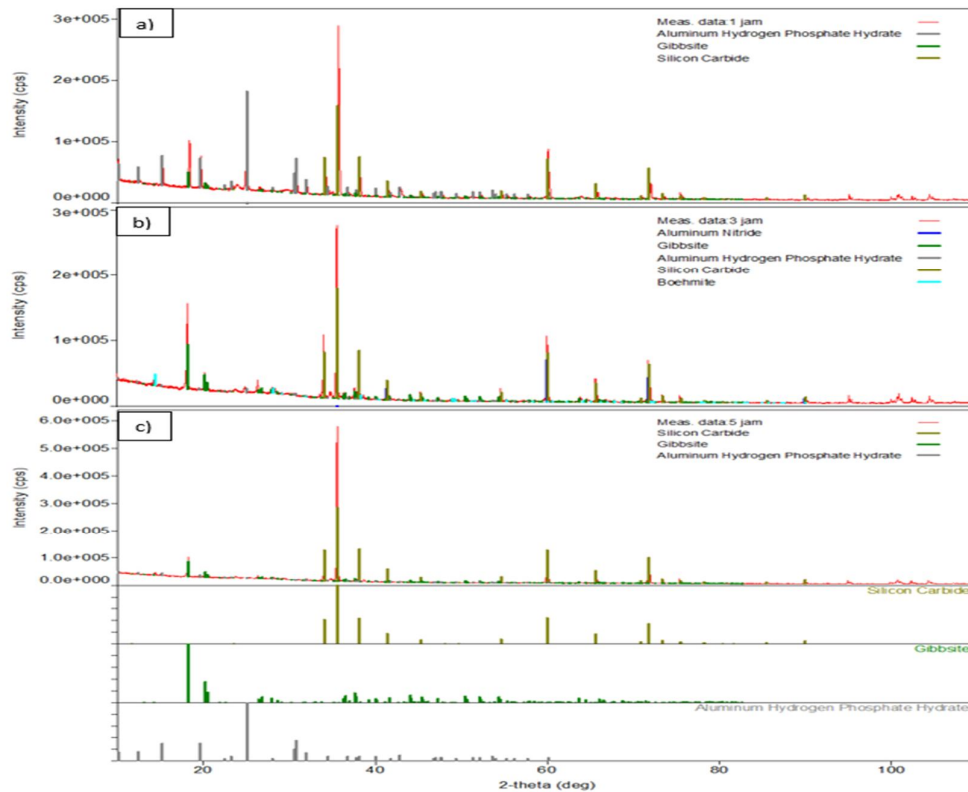 a)
3e+005
2e+005
1e+005
0e+000
Intensity (cps)
Meas. data:1 jam
Aluminum Hydrogen Phosphate Hydrate
Gibbsite
Silicon Carbide
b)
3e+005
2e+005
1e+005
0e+000
Intensity (cps)
Meas. data:3 jam
Aluminum Nitride
Gibbsite
Aluminum Hydrogen Phosphate Hydrate
Silicon Carbide
Boehmite
c)
6.0e+005
5.0e+005
4.0e+005
3.0e+005
2.0e+005
1.0e+005
0.0e+000
Intensity (cps)
Meas. data:5 jam
Silicon Carbide
Gibbsite
Aluminum Hydrogen Phosphate Hydrate
Silicon Carbide
Gibbsite
Aluminum Hydrogen Phosphate Hydrate
20 40 60 80 100
2-theta (deg)